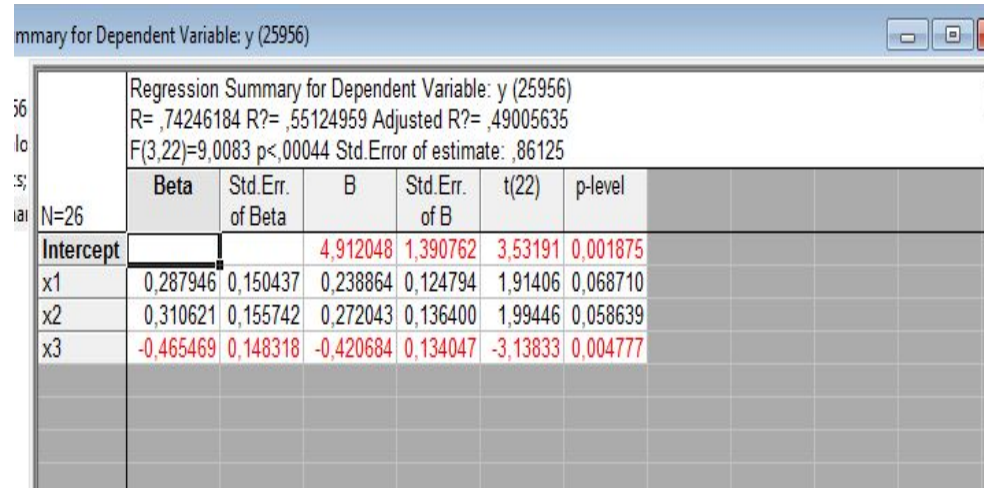 mmary for Dependent Variable: y (25956)
Regression Summary for Dependent Variable: y (25956)
R= ,74246184 R?= ,55124959 Adjusted R?= ,49005635
F(3,22)=9,0083 p<,00044 Std.Error of estimate: ,86125
N=26 Beta Std.Err. of Beta B Std.Err. of B t(22) p-level
Intercept 4,912048 1,390762 3,53191 0,001875
x1 0,287946 0,150437 0,238864 0,124794 1,91406 0,068710
x2 0,310621 0,155742 0,272043 0,136400 1,99446 0,058639
x3 -0,465469 0,148318 -0,420684 0,134047 -3,13833 0,004777